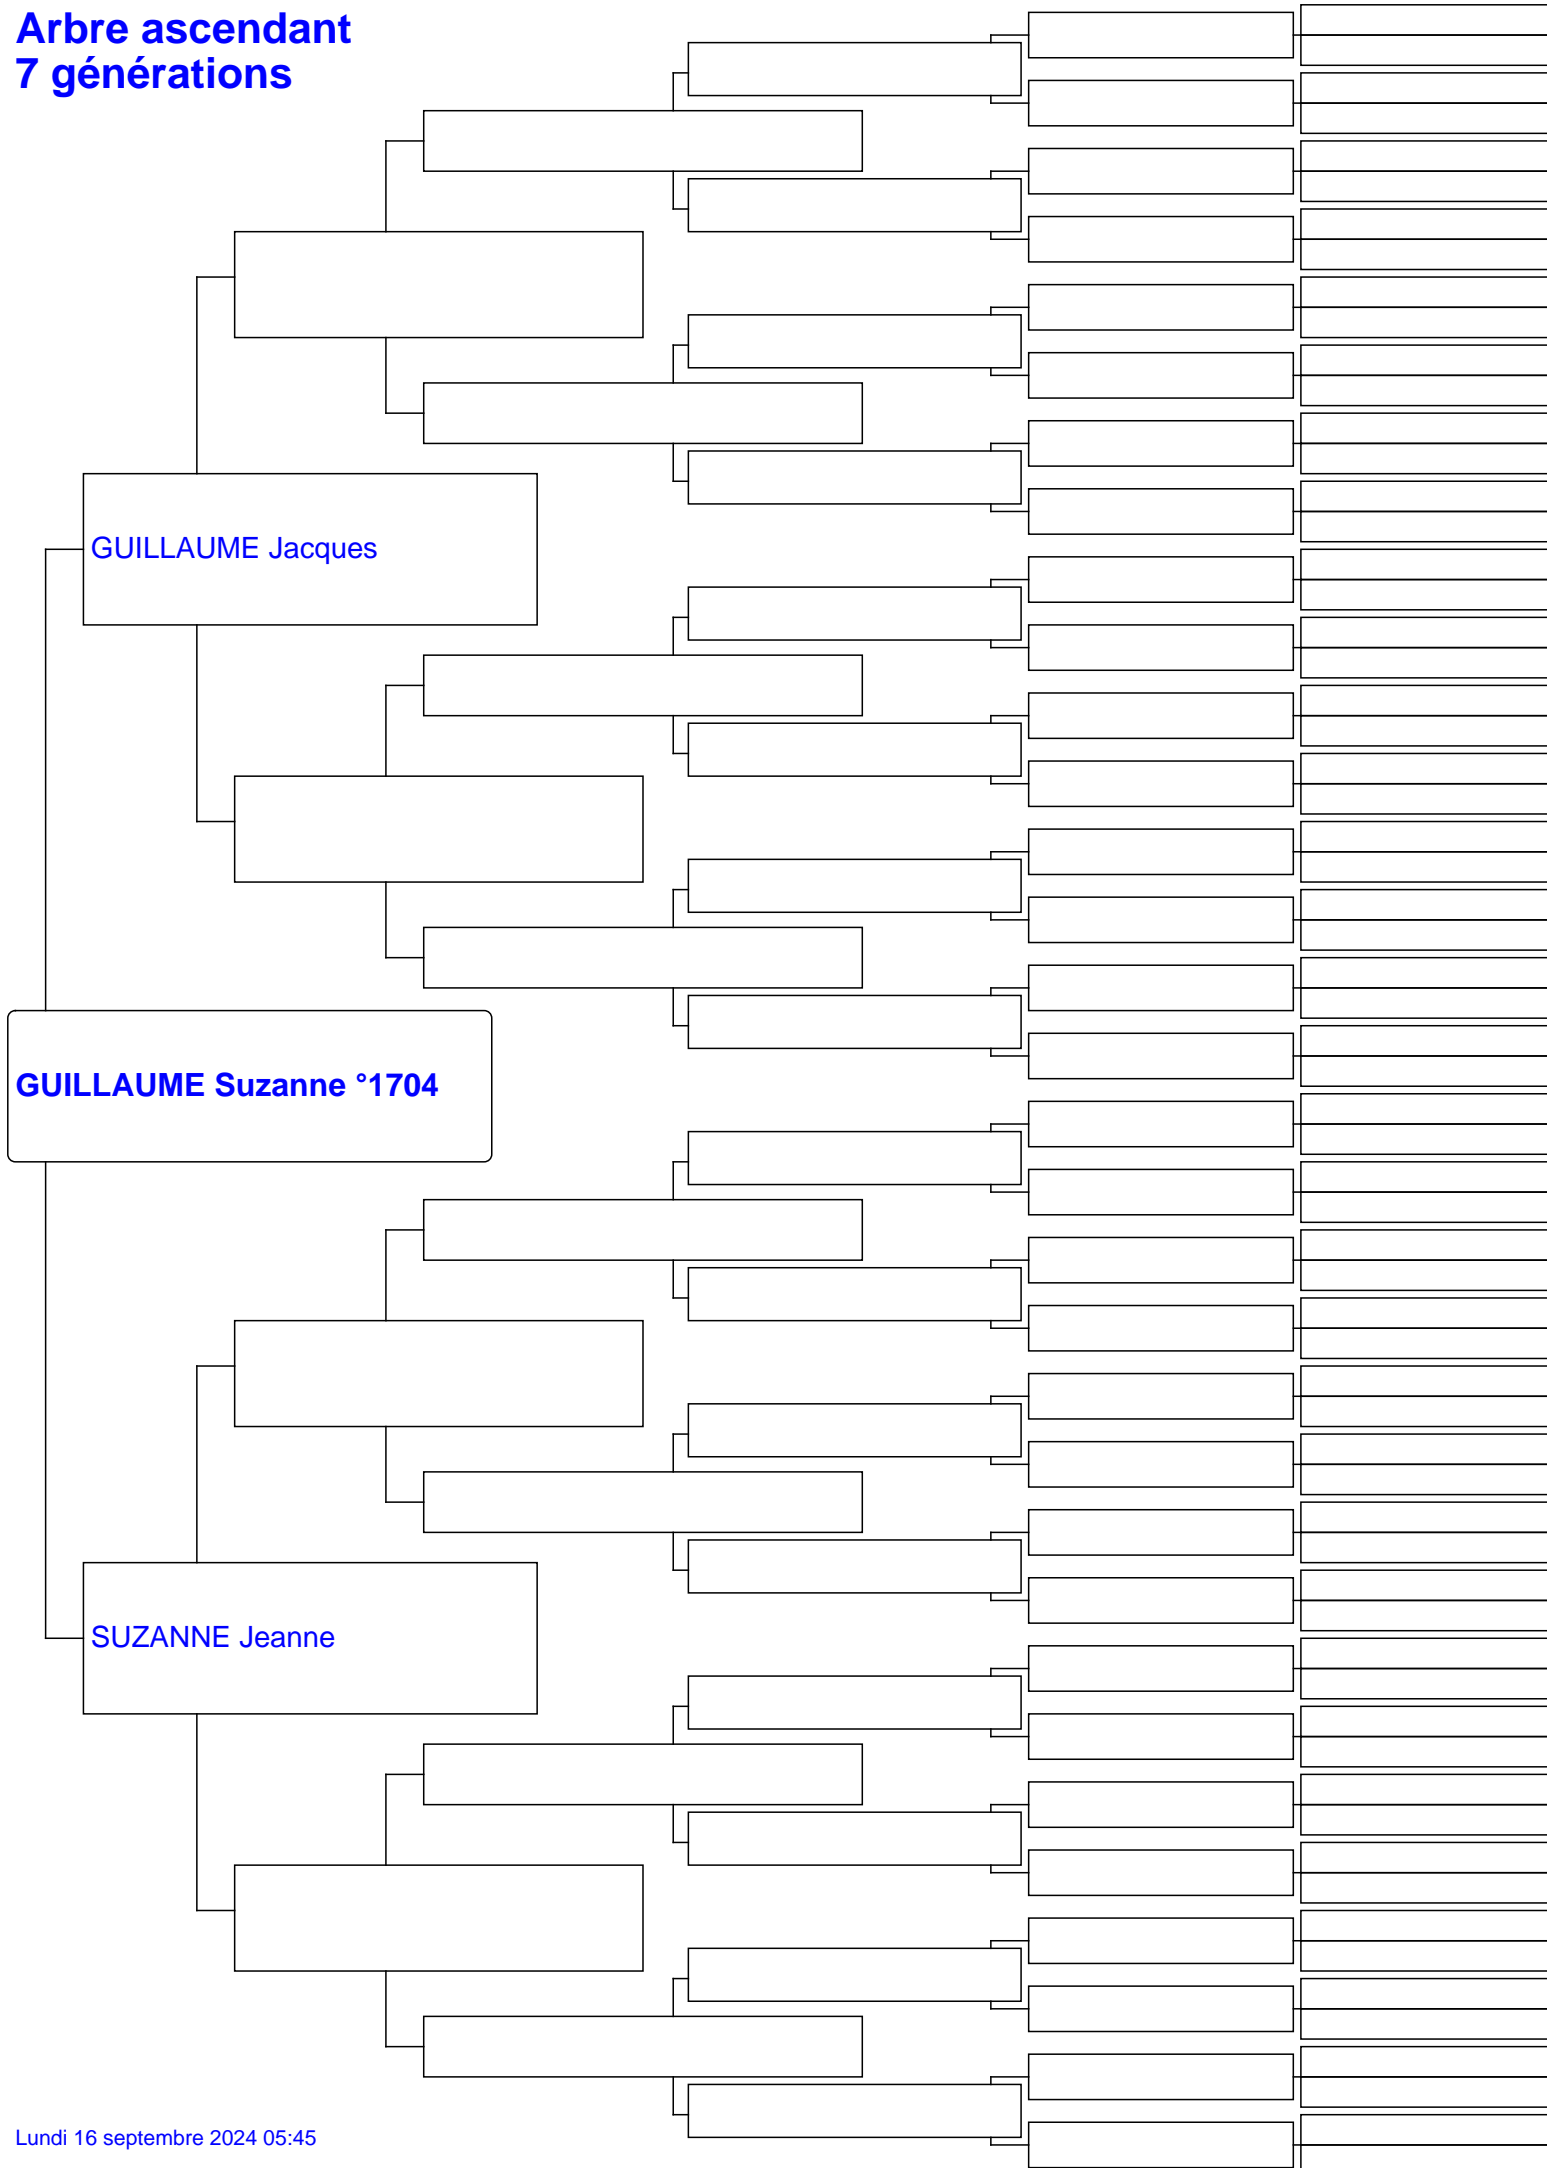 Arbre ascendant
7 générations
GUILLAUME Jacques
GUILLAUME Suzanne °1704
SUZANNE Jeanne
Lundi 16 septembre 2024 05:45